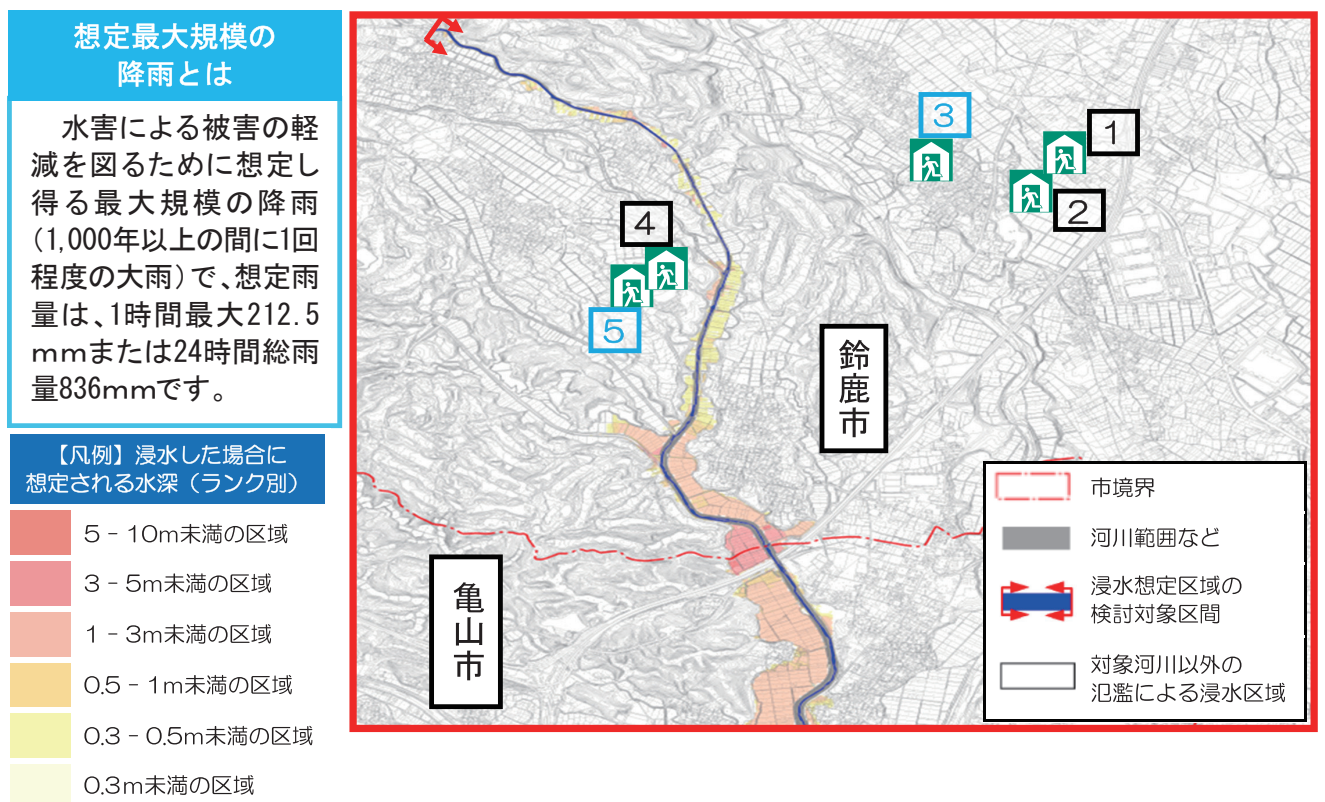 想定最大規模の
降雨とは
水害による被害の軽
減を図るために想定し
得る最大規模の降雨
(1,000年以上の間に1回
程度の大雨)で、想定雨
量は、1時間最大212.5
mmまたは24時間総雨
量836mmです。
【凡例】浸水した場合に
想定される水深(ランク別)
5-10m未満の区域
3-5m未満の区域
1-3m未満の区域
0.5-1m未満の区域
0.3-0.5m未満の区域
0.3m未満の区域
3
1
2
4
5
鈴鹿市
亀山市
市境界
河川範囲など
浸水想定区域の
検討対象区間
対象河川以外の
氾濫による浸水区域